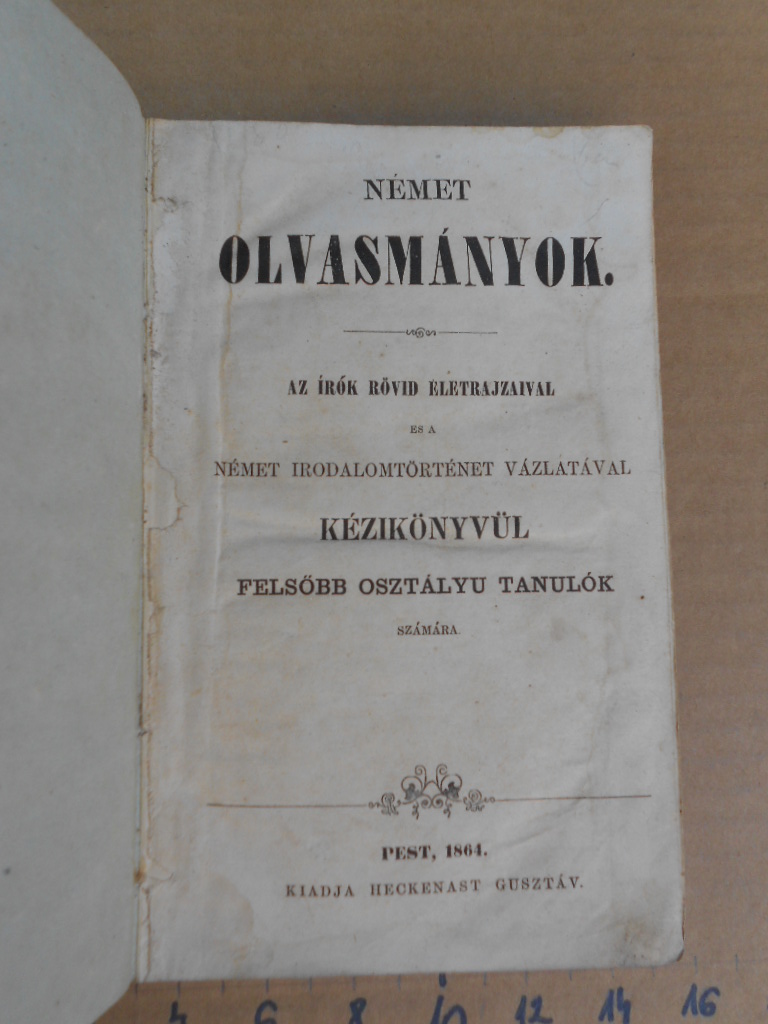 NÉMET
OLVASMÁNYOK.
AZ ÍRÓK RÖVID ÉLETRAJZAIVAL
ES A
NÉMET IRODALOMTÖRTÉNET VÁZLATÁVAL
KÉZIKÖNYVÜL
FELSŐBB OSZTÁLYU TANULÓK
SZÁMÁRA.
PEST, 1864.
KIADJA HECKENAST GUSZTÁV.
4 6 8 10 12 14 16